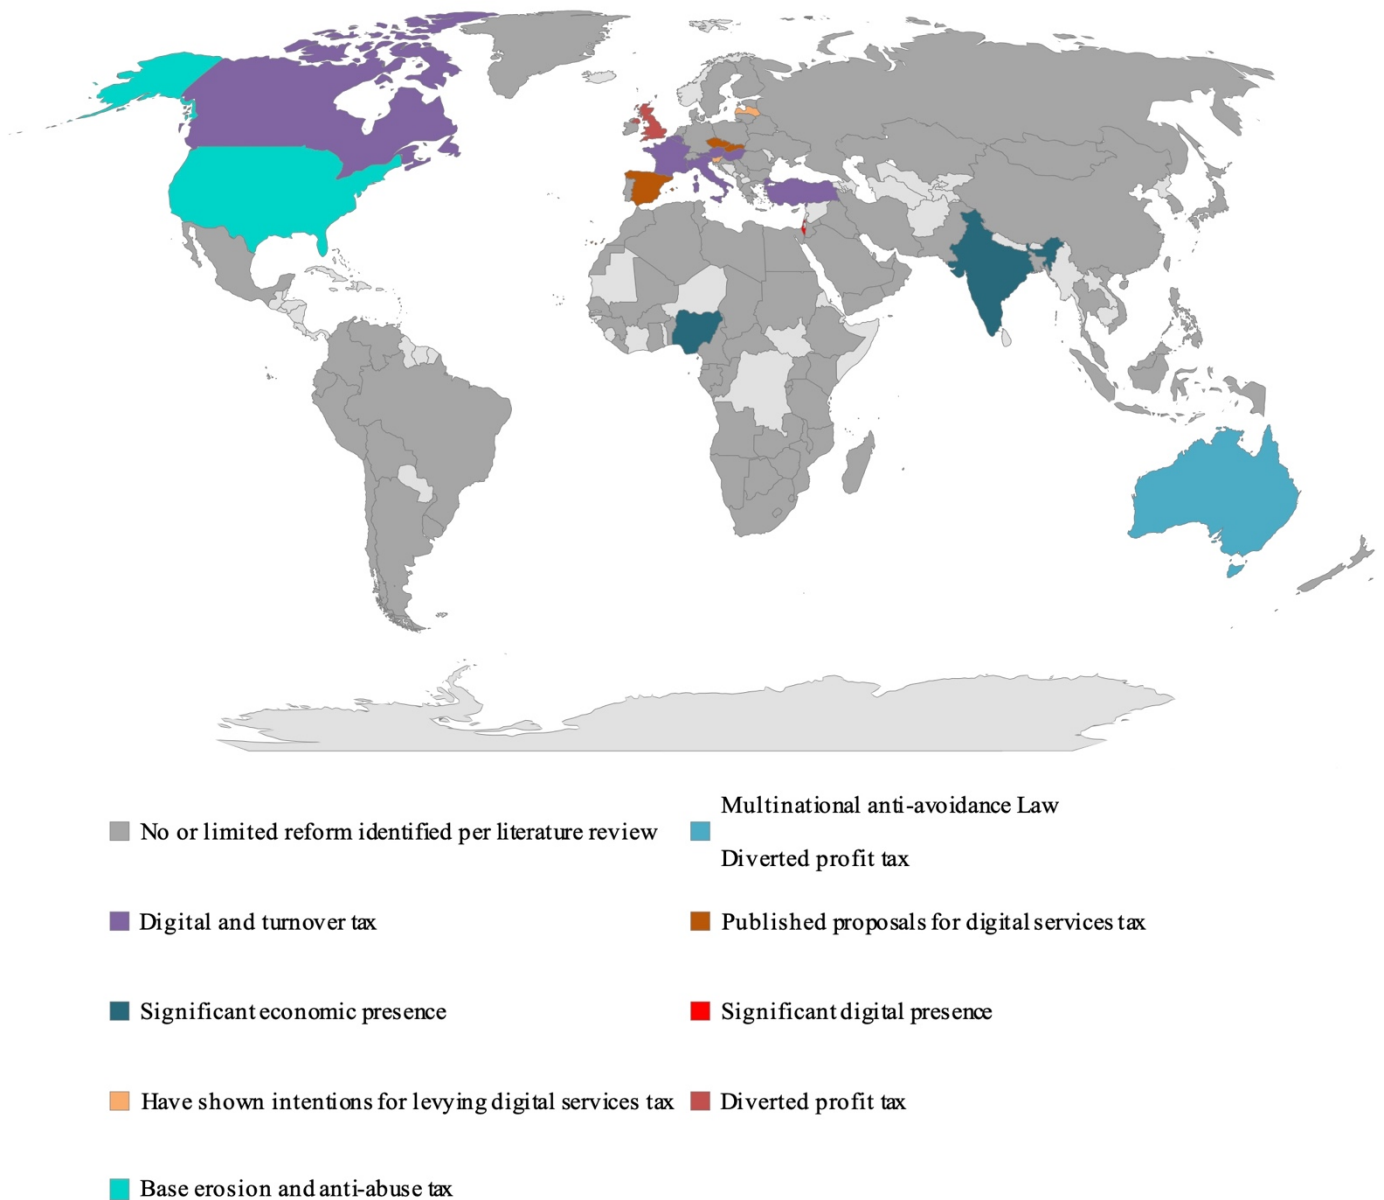 Multinational anti-avoidance Law
No or limited reform identified per literature review
Diverted profit tax
Digital and turnover tax
Published proposals for digital services tax
Significant economic presence
Significant digital presence
Have shown intentions for levying digital services tax
Diverted profit tax
Base erosion and anti-abuse tax